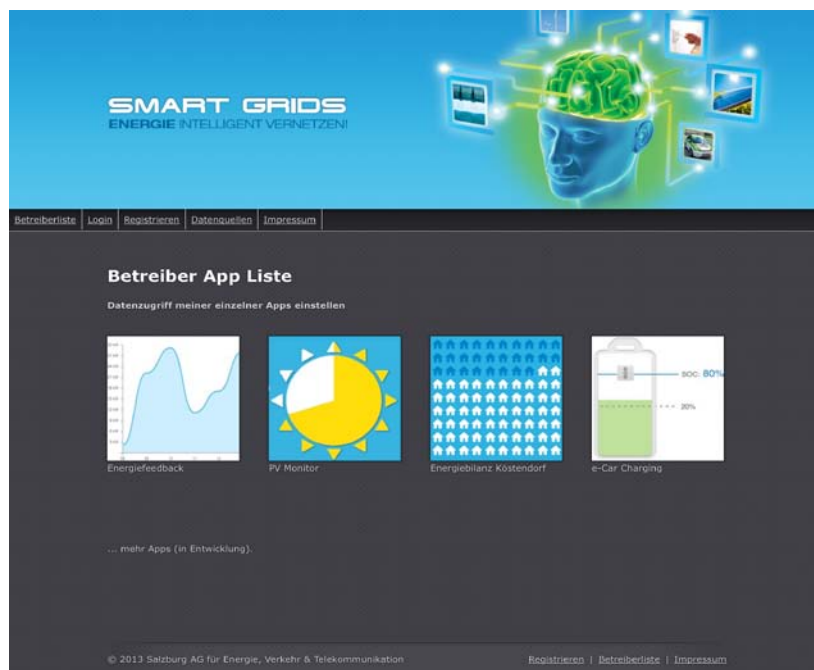 SMART GRIDS
ENERGIE INTELLIGENT VERNETZEN!
Betreiberliste Login Registrieren Datenquellen Impressum
Betreiber App Liste
Datenzugriff meiner einzelner Apps einstellen
SOC: 80%
20%
Energiefeedback PV Monitor Energiebilanz Köstendorf e-Car Charging
... mehr Apps (in Entwicklung).
© 2013 Salzburg AG für Energie, Verkehr & Telekommunikation Registrieren | Betreiberliste | Impressum